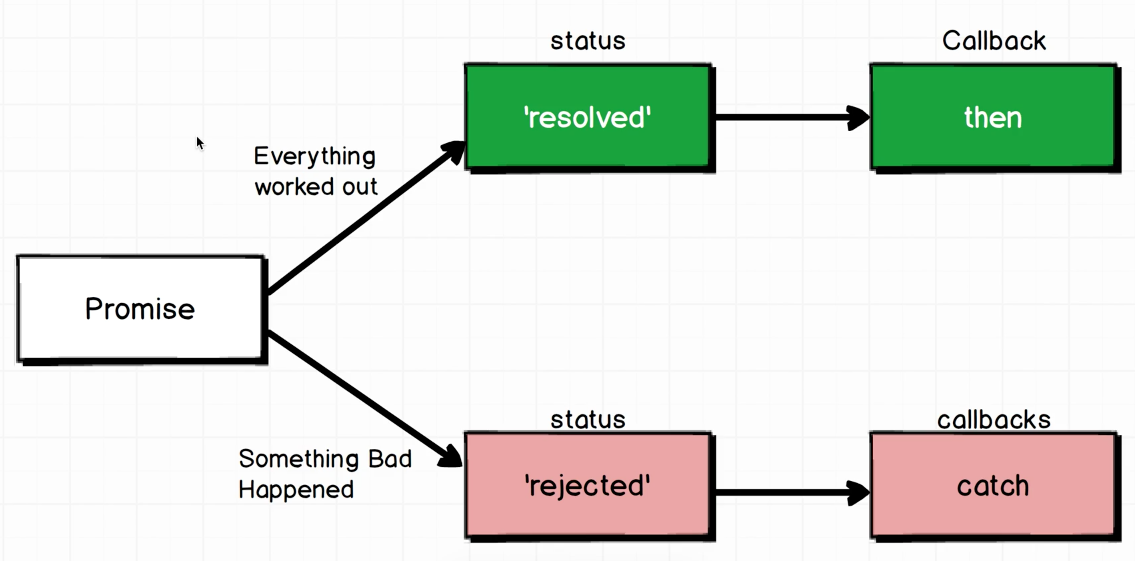 status
Callback
'resolved'
then
Everything
worked out
Promise
status
callbacks
Something Bad
Happened
'rejected'
catch